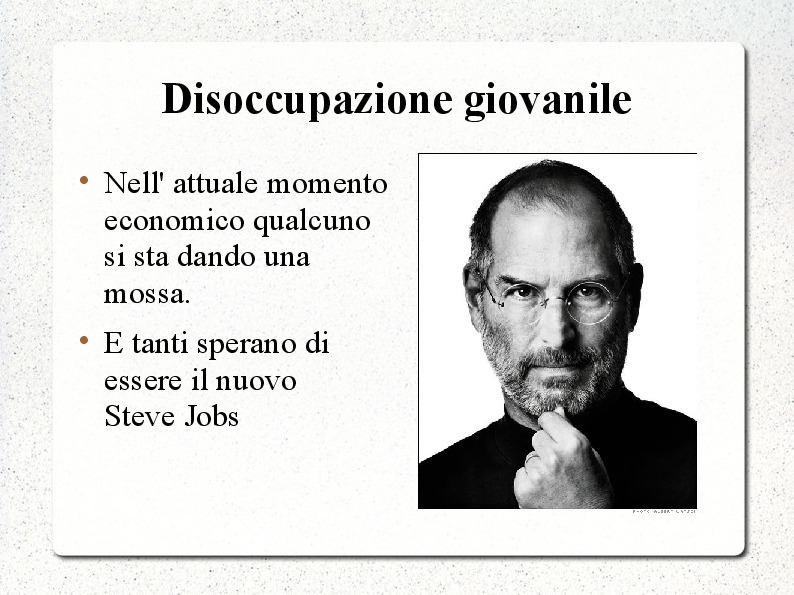 Disoccupazione giovanile
Nell' attuale momento
economico qualcuno
si sta dando una
mossa.
E tanti sperano di
essere il nuovo
Steve Jobs